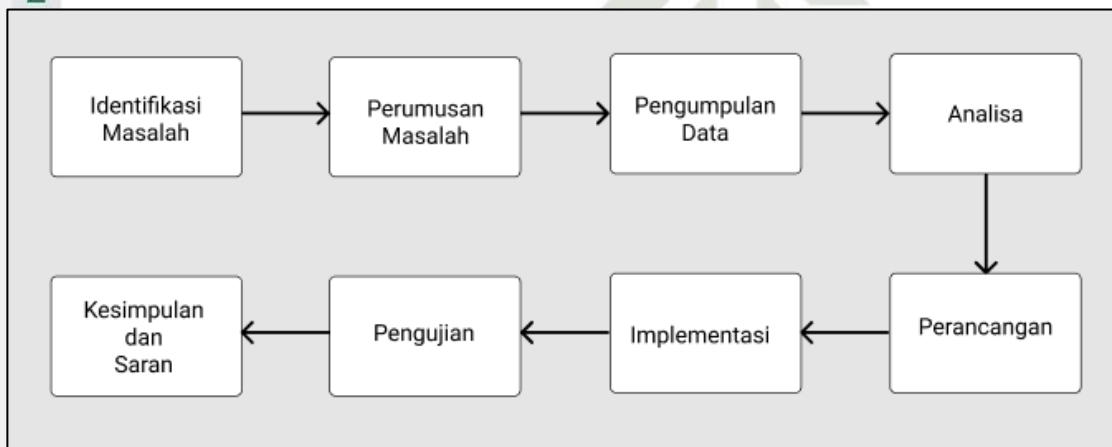 Identifikasi
Masalah
Perumusan
Masalah
Pengumpulan
Data
Analisa
Kesimpulan
dan
Saran
Pengujian
Implementasi
Perancangan